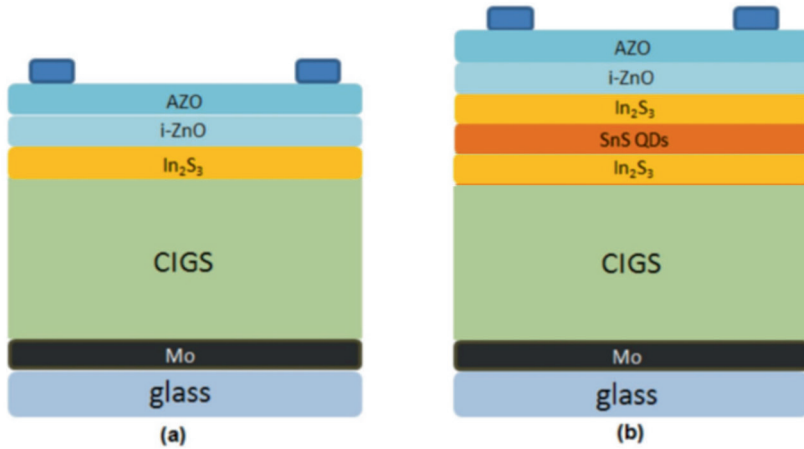 AZO
i-ZnO
In₂S₃
CIGS
Mo
glass
(a)
AZO
i-ZnO
In₂S₃
SnS QDs
In₂S₃
CIGS
Mo
glass
(b)